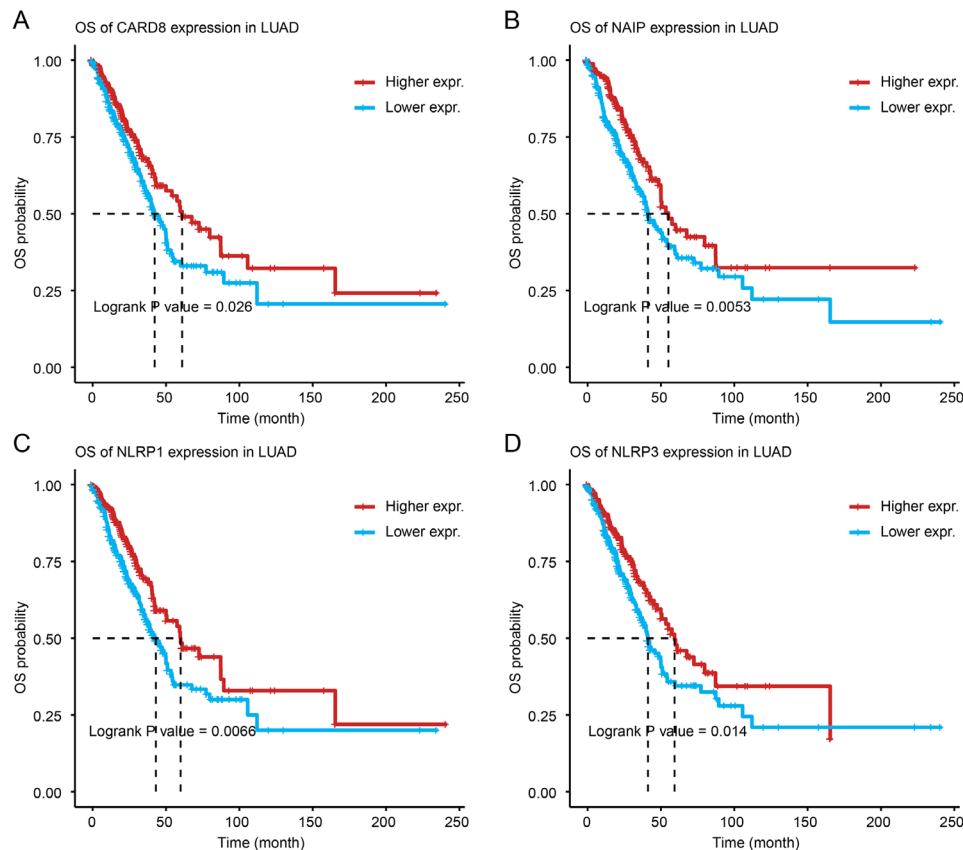 A
OS of CARD8 expression in LUAD
1.00
0.75
0.50
0.25
0.00
OS probability
Higher expr.
Lower expr.
Logrank P value = 0.026
0 50 100 150 200 250
Time (month)
B
OS of NAIP expression in LUAD
1.00
0.75
0.50
0.25
0.00
OS probability
Higher expr.
Lower expr.
Logrank P value = 0.0053
0 50 100 150 200 250
Time (month)
C
OS of NLRP1 expression in LUAD
1.00
0.75
0.50
0.25
0.00
OS probability
Higher expr.
Lower expr.
Logrank P value = 0.0066
0 50 100 150 200 250
Time (month)
D
OS of NLRP3 expression in LUAD
1.00
0.75
0.50
0.25
0.00
OS probability
Higher expr.
Lower expr.
Logrank P value = 0.014
0 50 100 150 200 250
Time (month)